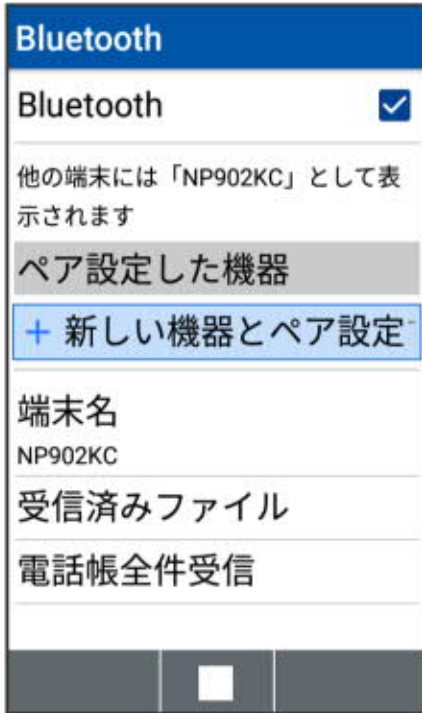 Bluetooth
Bluetooth
他の端末には「NP902KC」として表
示されます
ペア設定した機器
+ 新しい機器とペア設定
端末名
NP902KC
受信済みファイル
電話帳全件受信